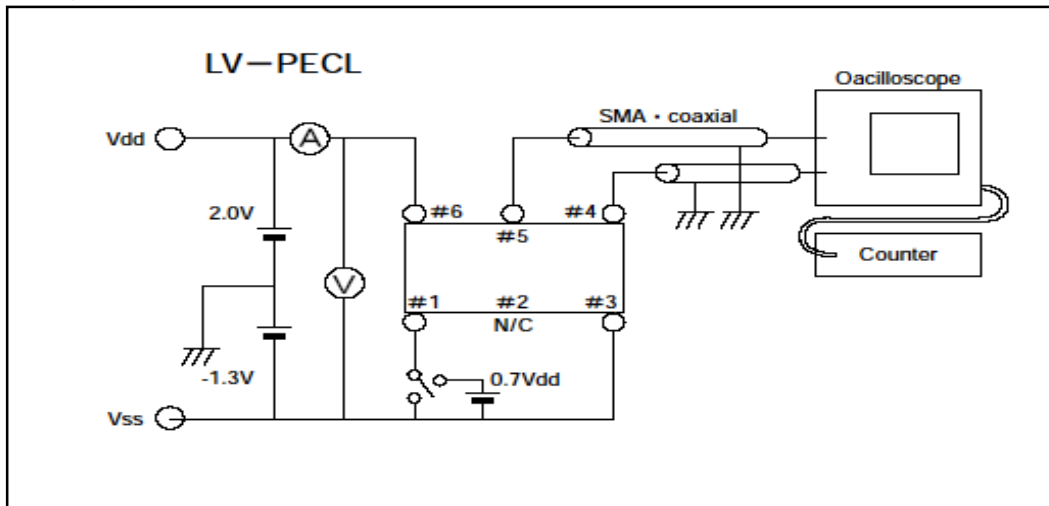 LV-PECL
Oacilloscope
SMA・coaxial
Vdd
A
2.0V
#6
#5
#4
V
Counter
#1
#2
#3
N/C
-1.3V
0.7Vdd
Vss